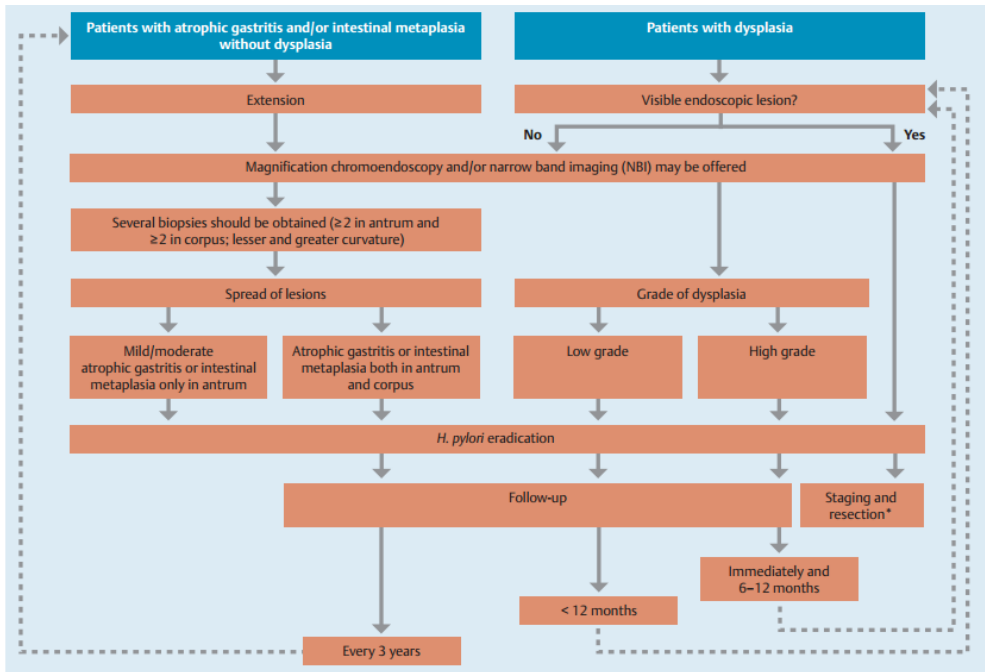 Patients with atrophic gastritis and/or intestinal metaplasia
without dysplasia
Patients with dysplasia
Extension
Visible endoscopic lesion?
No
Yes
Magnification chromoendoscopy and/or narrow band imaging (NBI) may be offered
Several biopsies should be obtained (≥2 in antrum and
≥2 in corpus; lesser and greater curvature)
Spread of lesions
Grade of dysplasia
Mild/moderate
atrophic gastritis or intestinal
metaplasia only in antrum
Atrophic gastritis or intestinal
metaplasia both in antrum
and corpus
Low grade
High grade
H. pylori eradication
Follow-up
Staging and
resection*
Immediately and
6–12 months
< 12 months
Every 3 years